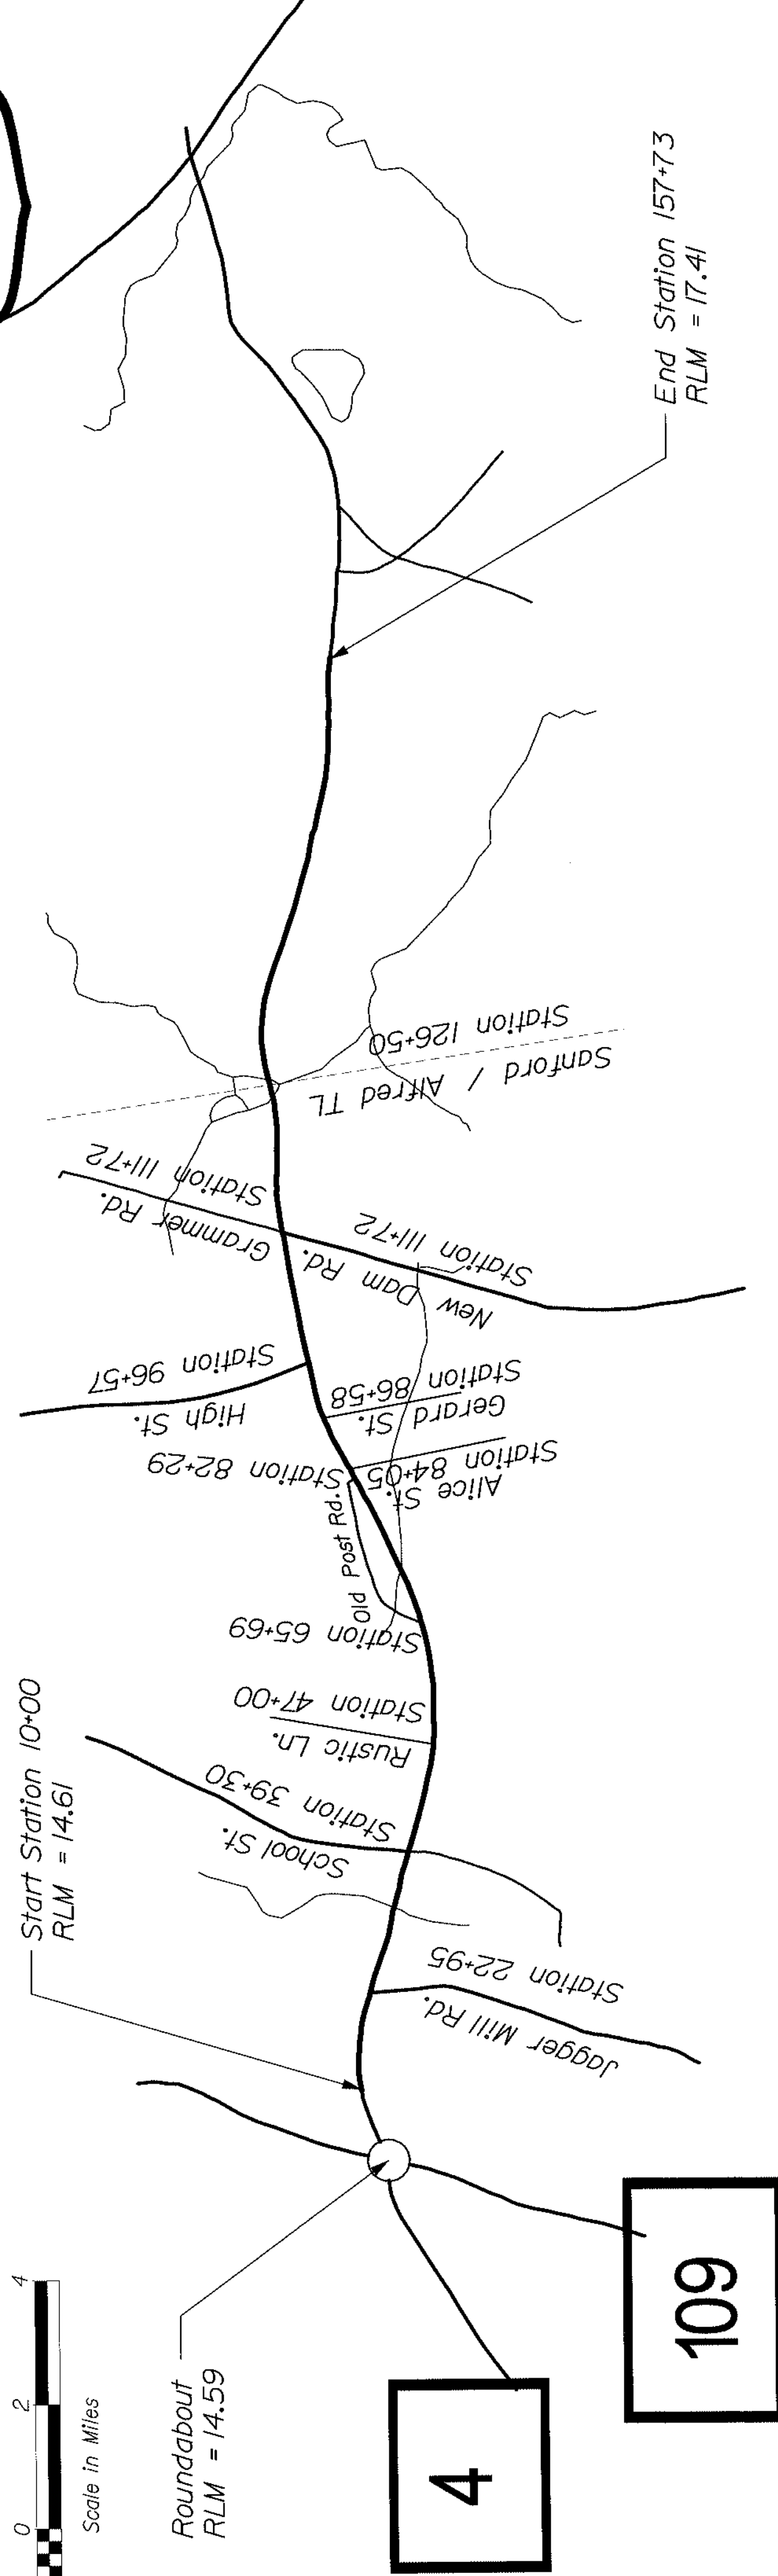 0 2 4
Scale in Miles
Roundabout
RLM = 14.59
4
109
Start Station 10+00
RLM = 14.61
Jagger Mill Rd.
Station 22+95
School St.
Station 39+30
Rustic Ln.
Station 47+00
Station 65+69
Old Post Rd.
Station 82+29
Alice St.
Station 84+05
Gerard St.
Station 86+58
High St.
Station 96+57
New Dam Rd.
Station 111+72
Grammer Rd.
Station 111+72
Sanford / Alfred TL
Station 126+50
End Station 157+73
RLM = 17.41